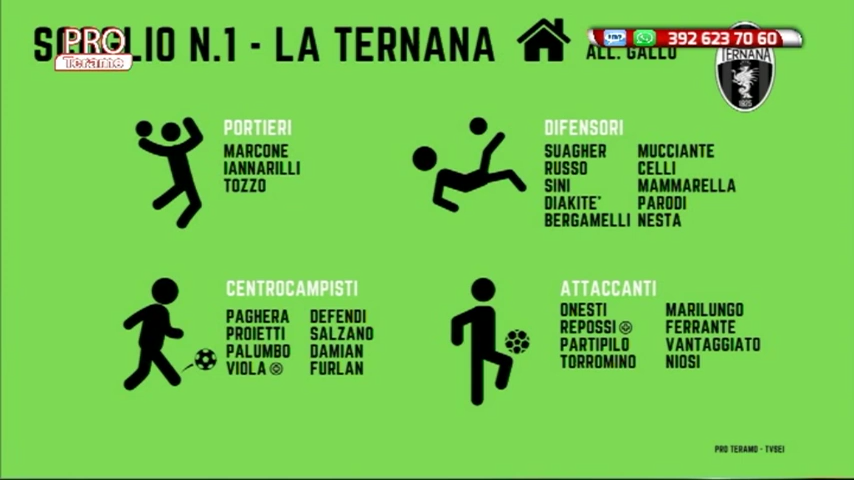 LIO N.1 - LA TERNANA
PRO
Teramo
SMS
392 623 70 60
ALL. GALLO
TERNANA
1925
PORTIERI
MARCONE
IANNARILLI
TOZZO
DIFENSORI
SUAGHER MUCCIANTE
RUSSO CELLI
SINI MAMMARELLA
DIAKITE' PARODI
BERGAMELLI NESTA
CENTROCAMPISTI
PAGHERA DEFENDI
PROIETTI SALZANO
PALUMBO DAMIAN
VIOLA FURLAN
ATTACCANTI
ONESTI MARILUNGO
REPOSSI FERRANTE
PARTIPILO VANTAGGIATO
TORROMINO NIOSI
PRO TERAMO - TVSEI